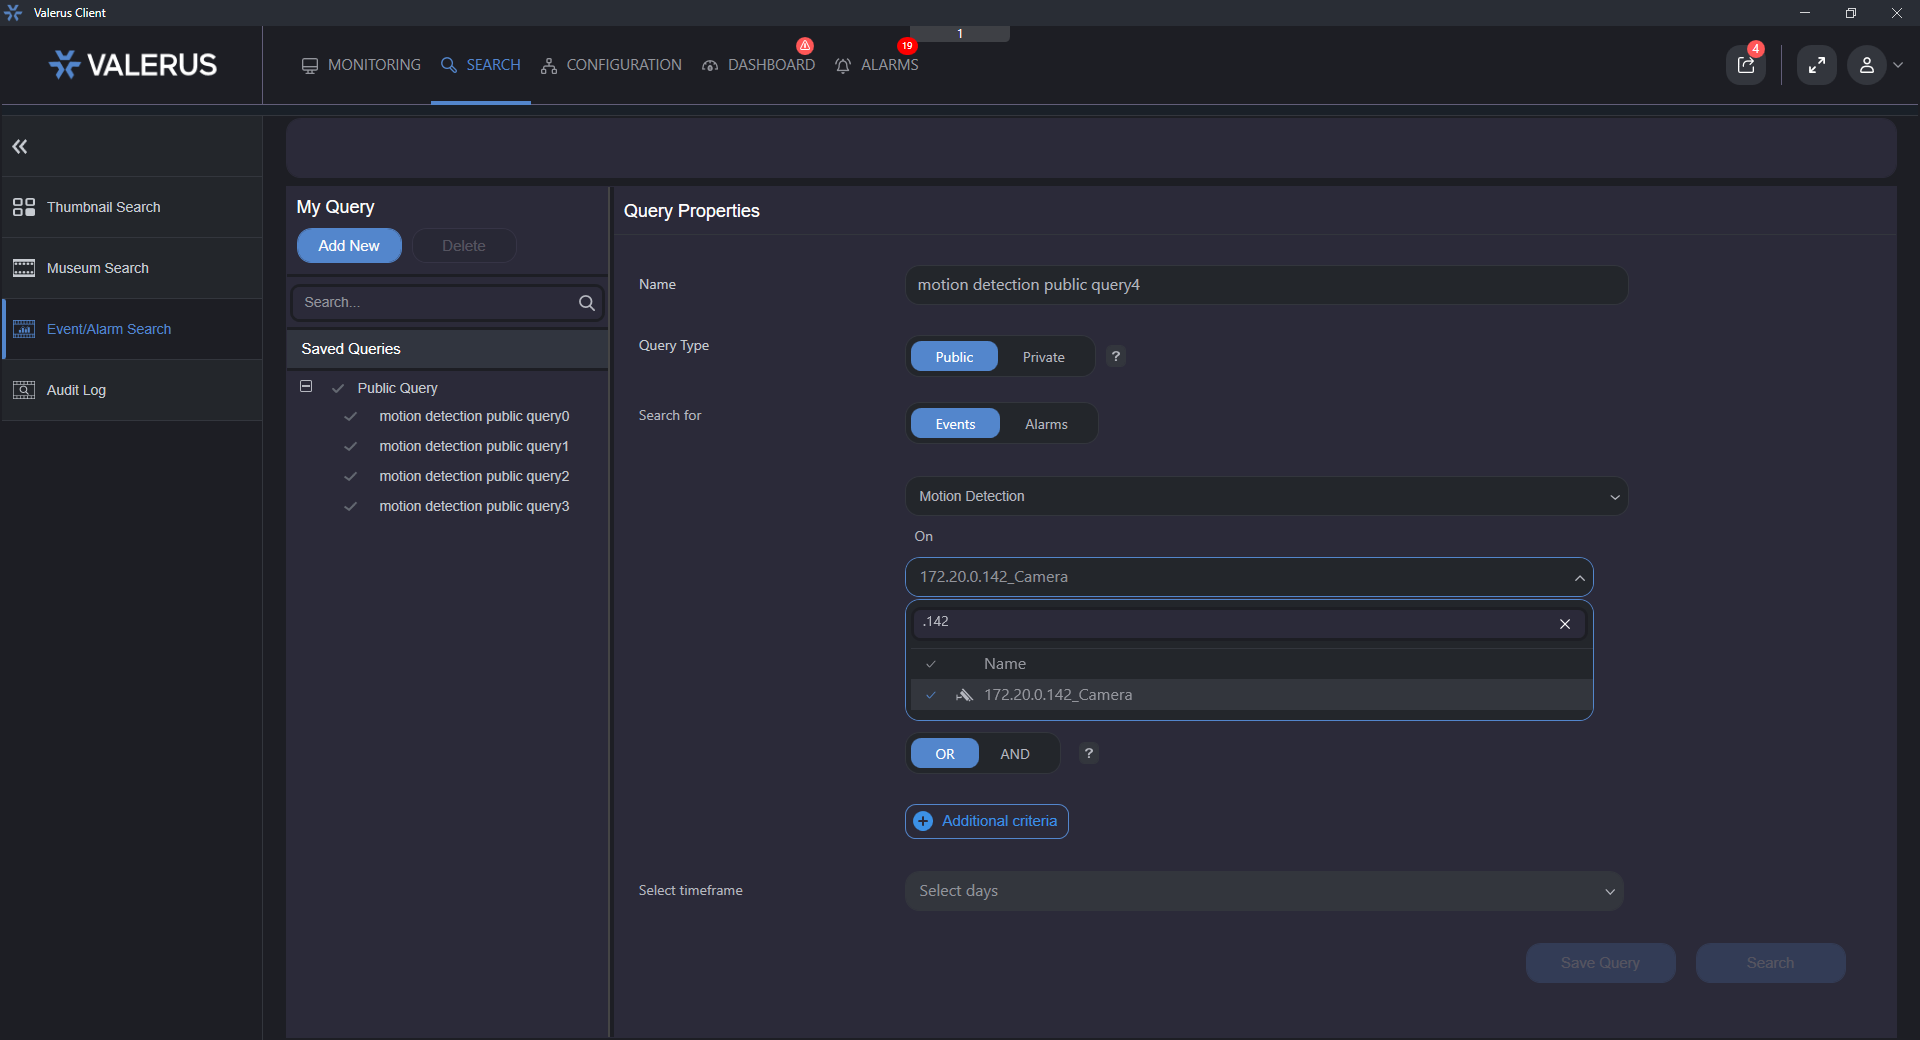 Valerus Client
1
VALERUS
MONITORING
SEARCH
CONFIGURATION
DASHBOARD
19
ALARMS
4
Thumbnail Search
Museum Search
Event/Alarm Search
Audit Log
My Query
Add New
Delete
Search...
Saved Queries
Public Query
motion detection public query0
motion detection public query1
motion detection public query2
motion detection public query3
Query Properties
Name
motion detection public query4
Query Type
Public
Private
?
Search for
Events
Alarms
Motion Detection
On
172.20.0.142_Camera
.142
Name
172.20.0.142_Camera
OR
AND
?
Additional criteria
Select timeframe
Select days
Save Query
Search